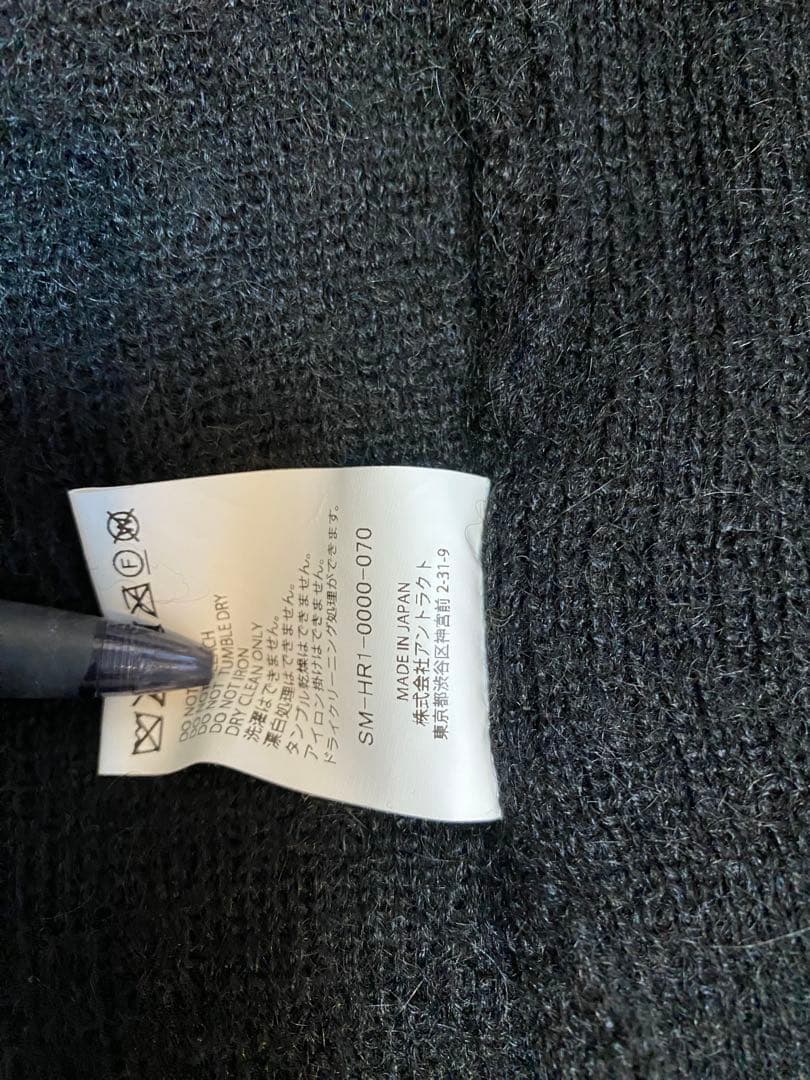 DO NOT
DO NOT
DO NOT TUMBLE DRY
DO NOT IRON
DRY CLEAN ONLY
洗濯はできません。
漂白処理はできません。
タンブル乾燥はできません。
アイロン掛けはできません。
ドライクリーニング処理ができます。
SM-HR1-0000-070
MADE IN JAPAN
株式会社アントラクト
東京都渋谷区神宮前 2-31-9
F
W